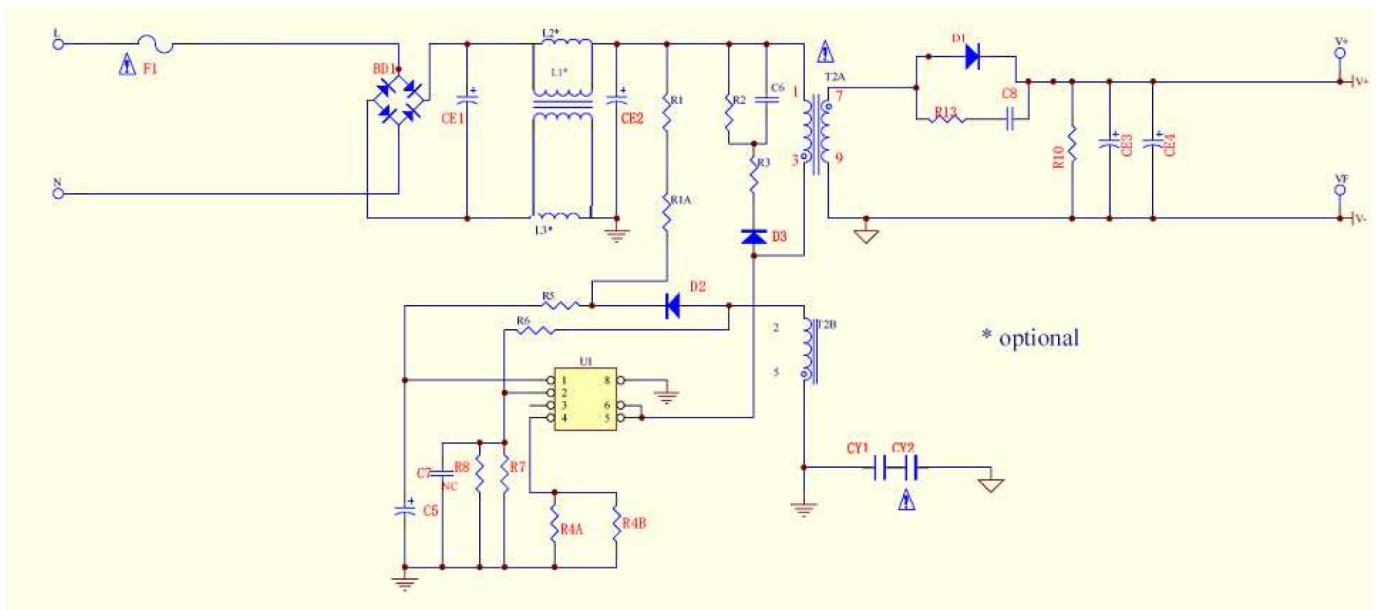 L
F1
BD1
CE1
L2*
L1*
L3*
CE2
R1
R1A
R2
C6
R3
D3
1
3
T2A
7
9
D1
R13
C8
R10
CE3
CE4
V+
V+
VF
V-
N
R5
D2
R6
2
T2B
5
* optional
U1
1
2
3
4
8
6
5
C7
NC
R8
R7
C5
R4A
R4B
CY1
CY2